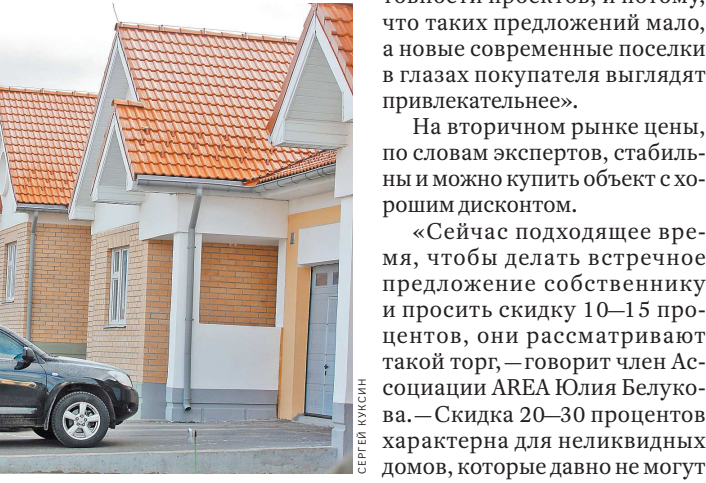 товности проектов, и потому,
что таких предложений мало,
а новые современные поселки
в глазах покупателя выглядят
привлекательнее».
На вторичном рынке цены,
по словам экспертов, стабиль-
ны и можно купить объект с хо-
рошим дисконтом.
«Сейчас подходящее вре-
мя, чтобы делать встречное
предложение собственнику
и просить скидку 10—15 про-
центов, они рассматривают
такой торг, — говорит член Ас-
социации AREA Юлия Белуко-
ва. — Скидка 20—30 процентов
характерна для неликвидных
домов, которые давно не могут
СЕРГЕЙ КУКСИН